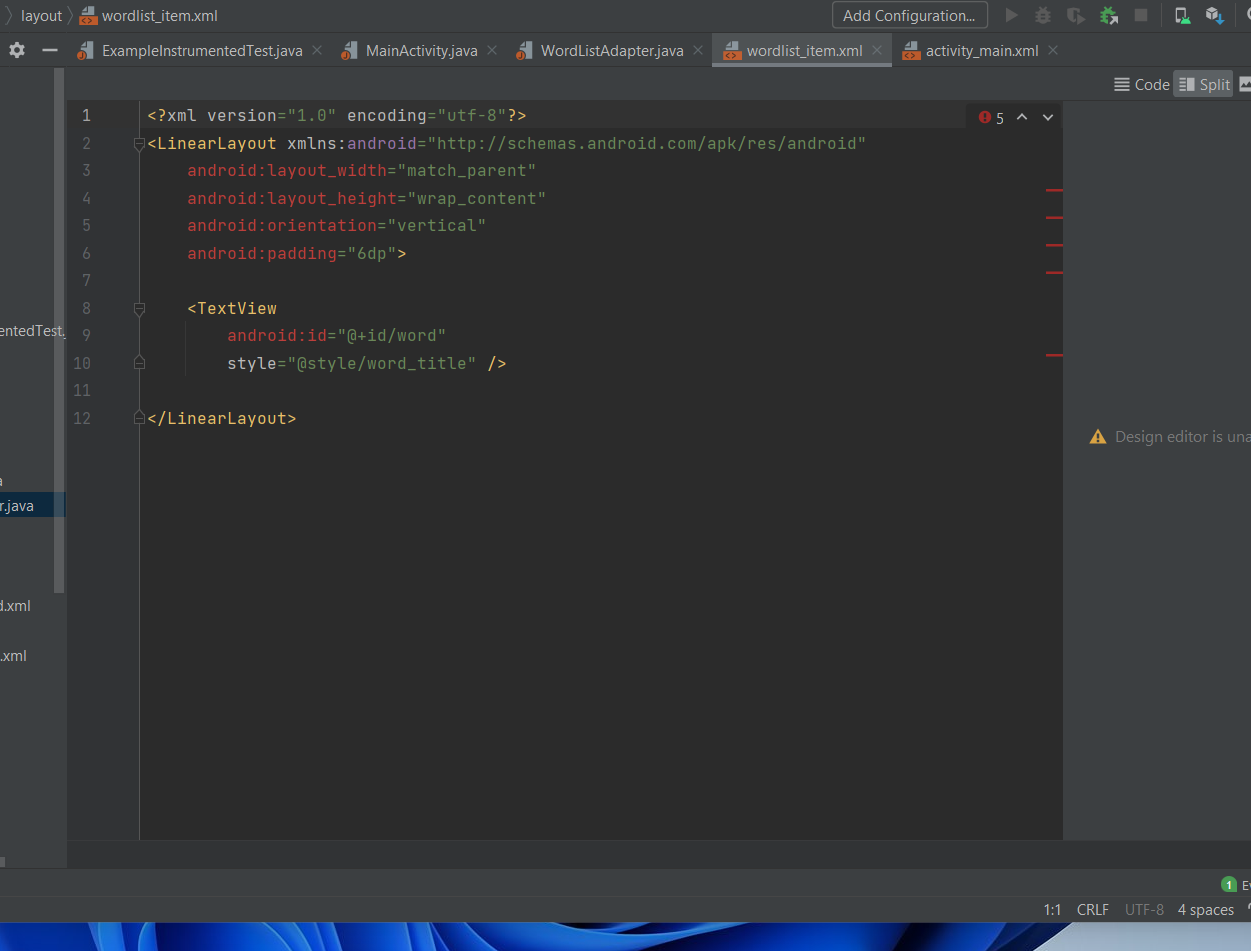 layout wordlist_item.xml Add Configuration...
ExampleInstrumentedTest.java MainActivity.java WordListAdapter.java wordlist_item.xml activity_main.xml
Code Split
1 <?xml version="1.0" encoding="utf-8"?> 5
2 <LinearLayout xmlns:android="http://schemas.android.com/apk/res/android"
3 android:layout_width="match_parent"
4 android:layout_height="wrap_content"
5 android:orientation="vertical"
6 android:padding="6dp">
7
8 <TextView
entedTest.
9 android:id="@+id/word"
10 style="@style/word_title" />
11
12 </LinearLayout>
Design editor is una
a
r.java
d.xml
.xml
1 Ev
1:1 CRLF UTF-8 4 spaces